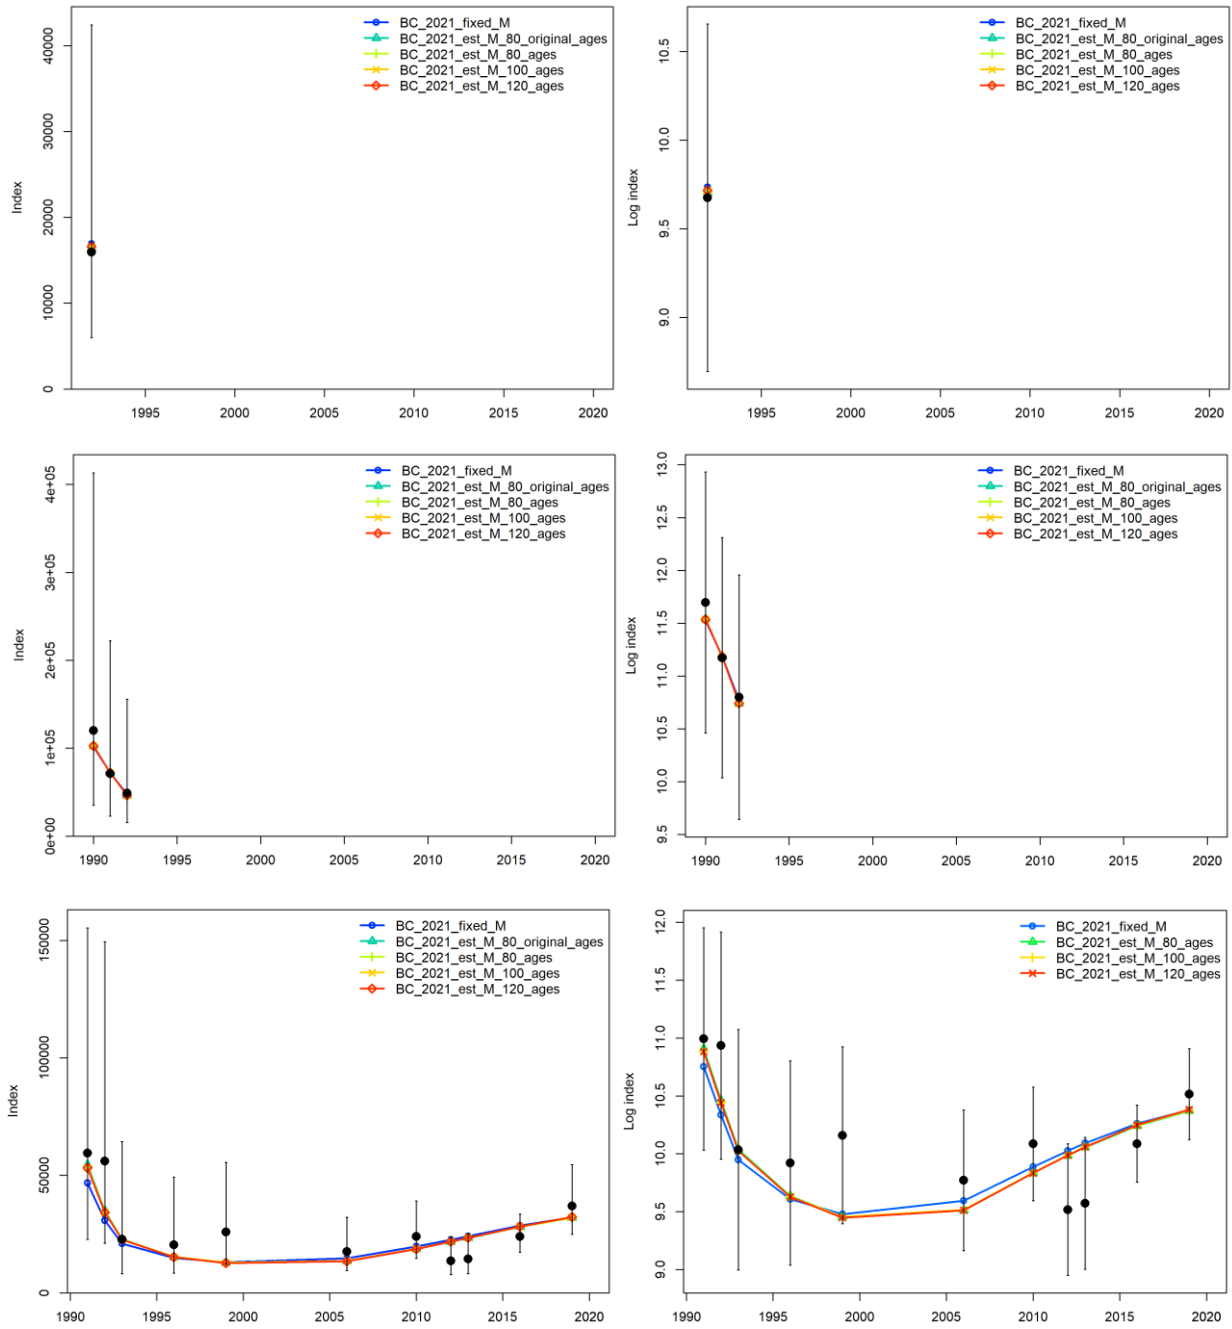 BC_2021_fixed_M
BC_2021_est_M_80_original_ages
BC_2021_est_M_80_ages
BC_2021_est_M_100_ages
BC_2021_est_M_120_ages
Index
0 10000 20000 30000 40000
1995 2000 2005 2010 2015 2020
BC_2021_fixed_M
BC_2021_est_M_80_original_ages
BC_2021_est_M_80_ages
BC_2021_est_M_100_ages
BC_2021_est_M_120_ages
Log index
9.0 9.5 10.0 10.5
1995 2000 2005 2010 2015 2020
BC_2021_fixed_M
BC_2021_est_M_80_original_ages
BC_2021_est_M_80_ages
BC_2021_est_M_100_ages
BC_2021_est_M_120_ages
Index
0e+00 1e+05 2e+05 3e+05 4e+05
1990 1995 2000 2005 2010 2015 2020
BC_2021_fixed_M
BC_2021_est_M_80_original_ages
BC_2021_est_M_80_ages
BC_2021_est_M_100_ages
BC_2021_est_M_120_ages
Log index
9.5 10.0 10.5 11.0 11.5 12.0 12.5 13.0
1990 1995 2000 2005 2010 2015 2020
BC_2021_fixed_M
BC_2021_est_M_80_original_ages
BC_2021_est_M_80_ages
BC_2021_est_M_100_ages
BC_2021_est_M_120_ages
Index
0 50000 100000 150000
1990 1995 2000 2005 2010 2015 2020
BC_2021_fixed_M
BC_2021_est_M_80_ages
BC_2021_est_M_100_ages
BC_2021_est_M_120_ages
Log index
9.0 9.5 10.0 10.5 11.0 11.5 12.0
1990 1995 2000 2005 2010 2015 2020